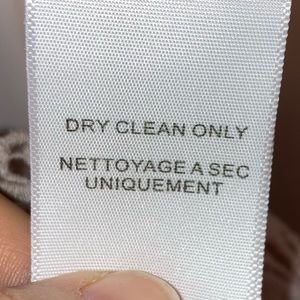 DRY CLEAN ONLY
NETTOYAGE A SEC
UNIQUEMENT